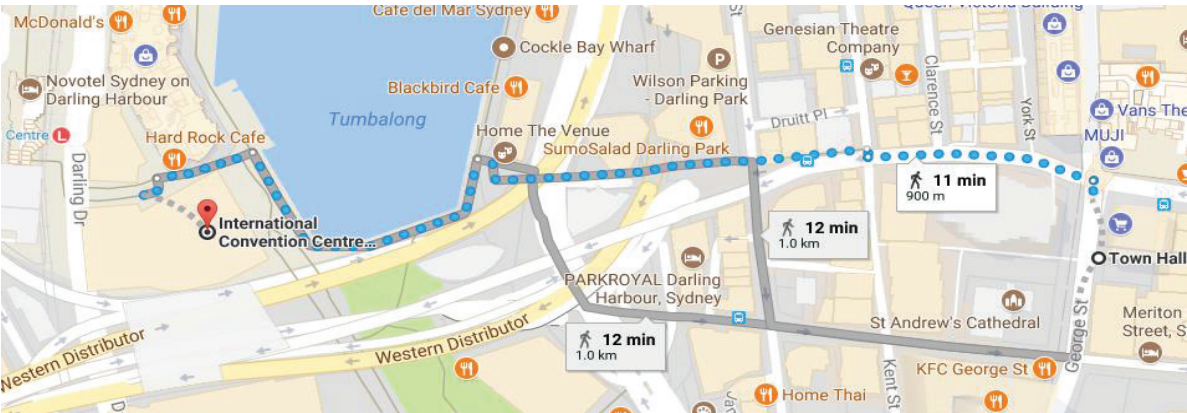 McDonald's
Cafe del Mar Sydney
Queen Victoria Building
Genesian Theatre
Company
Cockle Bay Wharf
P
Wilson Parking
- Darling Park
Novotel Sydney on
Darling Harbour
Blackbird Cafe
Clarence St
York St
Vans The
Tumbalong
Druitt Pl
Centre L
Hard Rock Cafe
Home The Venue
SumoSalad Darling Park
MUJI
Darling Dr
11 min
900 m
International
Convention Centre...
12 min
1.0 km
Town Hall
PARKROYAL Darling
Harbour, Sydney
George St
St Andrew's Cathedral
Meriton
Street, S
Western Distributor
Western Distributor
12 min
1.0 km
Kent St
KFC George St
Home Thai